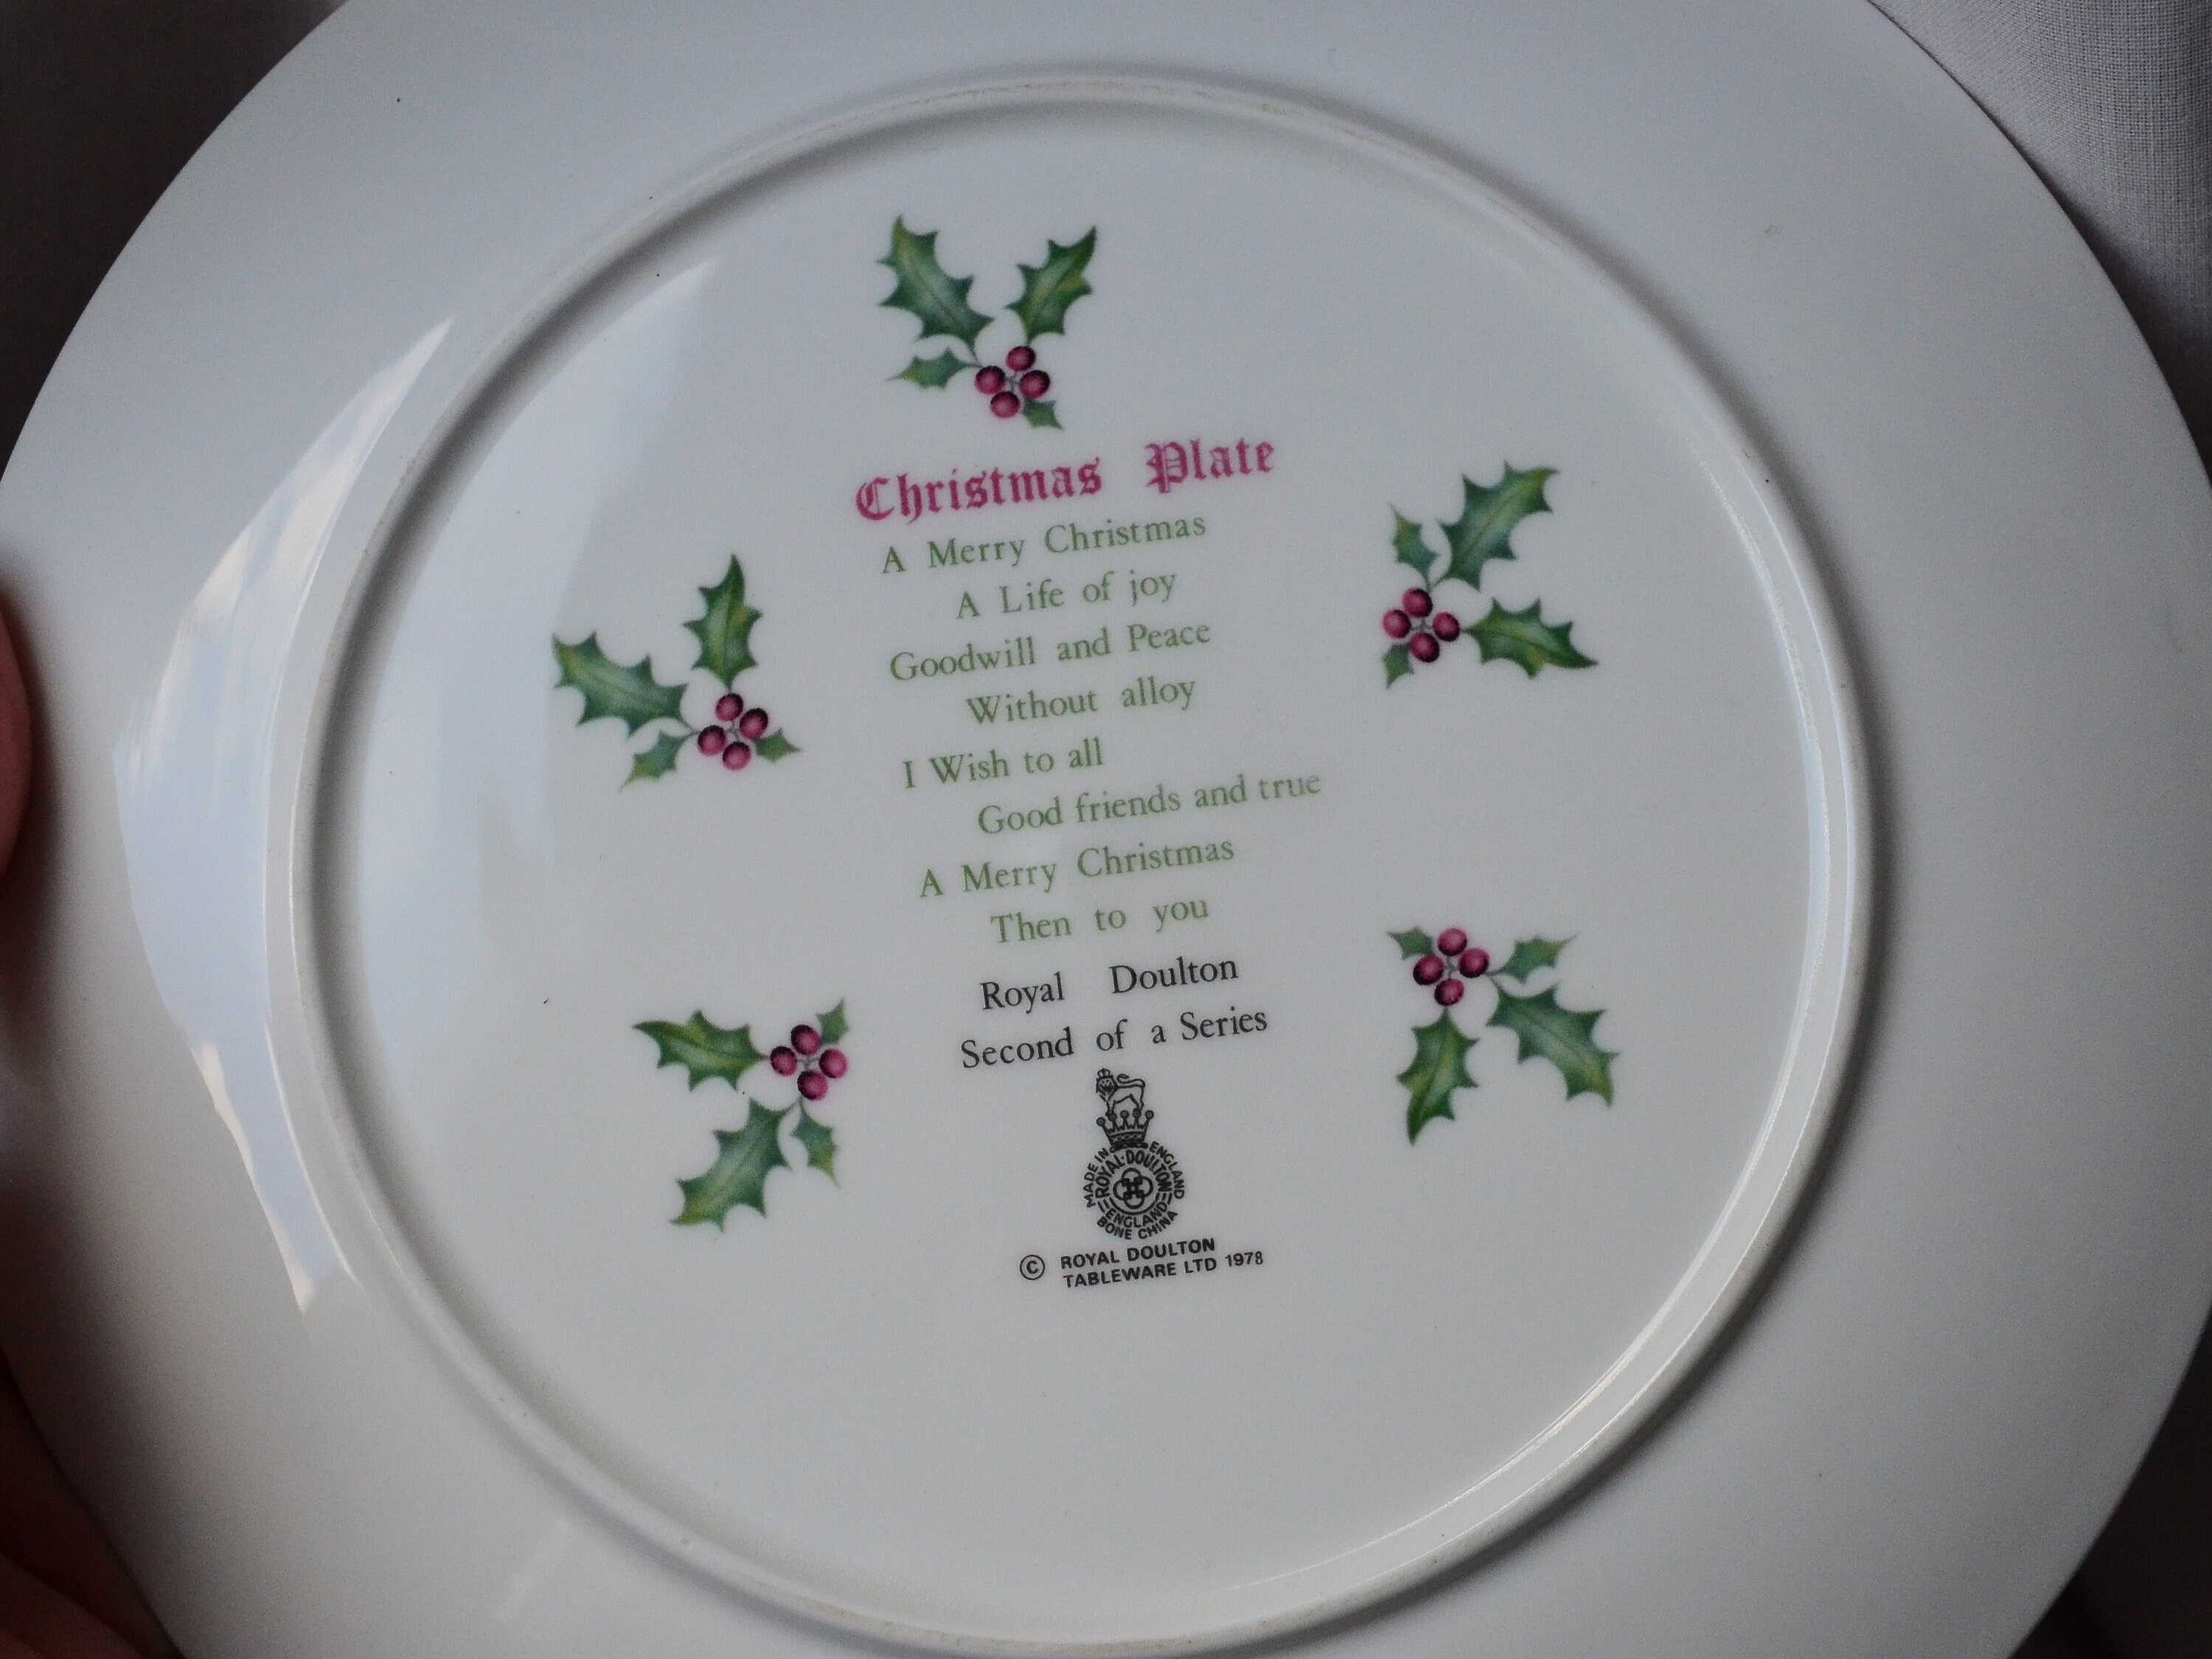 Christmas Plate
A Merry Christmas
A Life of joy
Goodwill and Peace
Without alloy
I Wish to all
Good friends and true
A Merry Christmas
Then to you
Royal Doulton
Second of a Series
MADE IN ENGLAND
ROYAL·DOULTON
ENGLAND
BONE CHINA
© ROYAL DOULTON
TABLEWARE LTD 1978